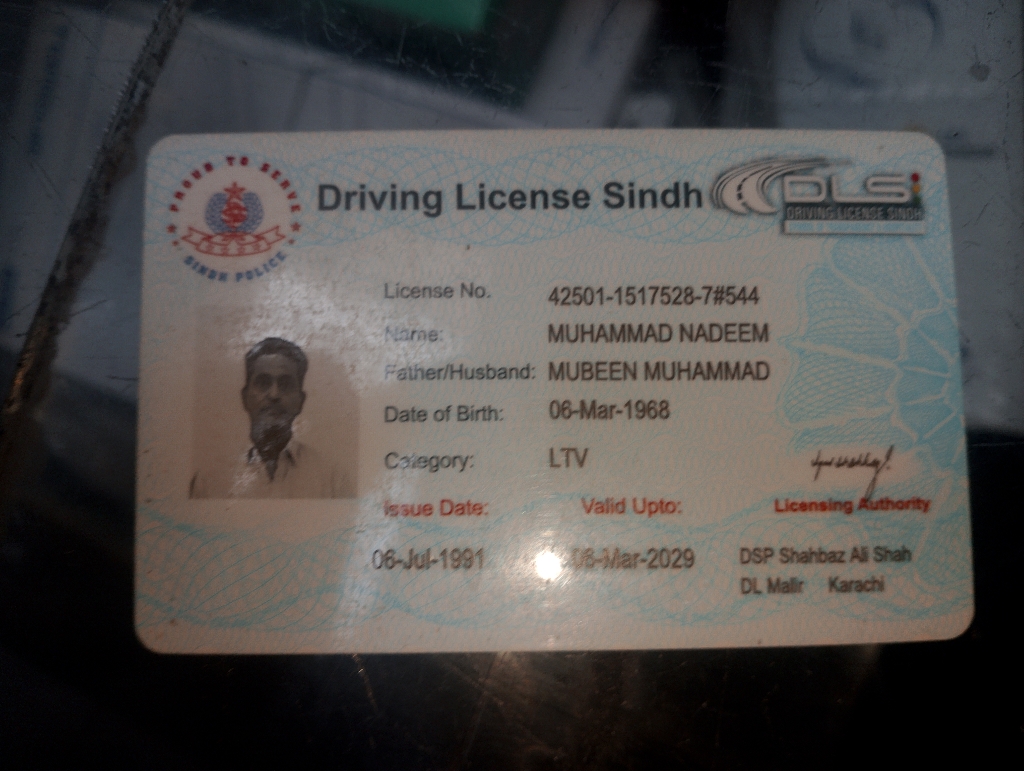 PROUD TO SERVE
SINDH POLICE
Driving License Sindh
DLS
DRIVING LICENSE SINDH
License No. 42501-1517528-7#544
Name: MUHAMMAD NADEEM
Father/Husband: MUBEEN MUHAMMAD
Date of Birth: 06-Mar-1968
Category: LTV
Issue Date: Valid Upto: Licensing Authority
06-Jul-1991 06-Mar-2029 DSP Shahbaz Ali Shah
DL Malir Karachi